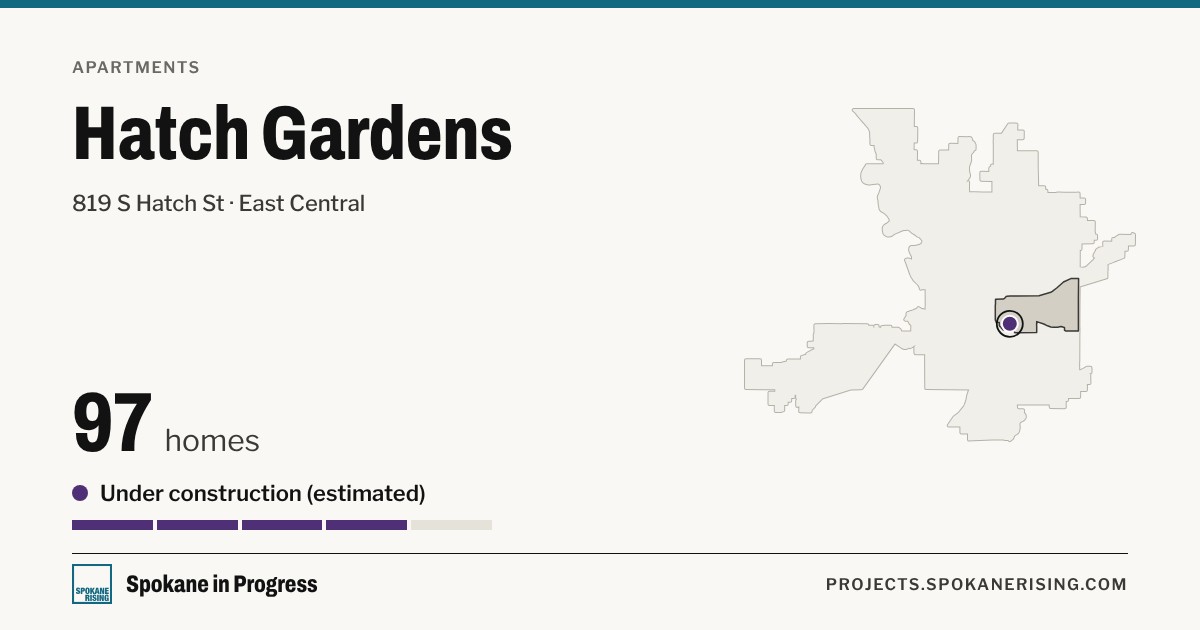 APARTMENTS
Hatch Gardens
819 S Hatch St · East Central
97 homes
Under construction (estimated)
SPOKANE
RISING
Spokane in Progress
PROJECTS.SPOKANERISING.COM